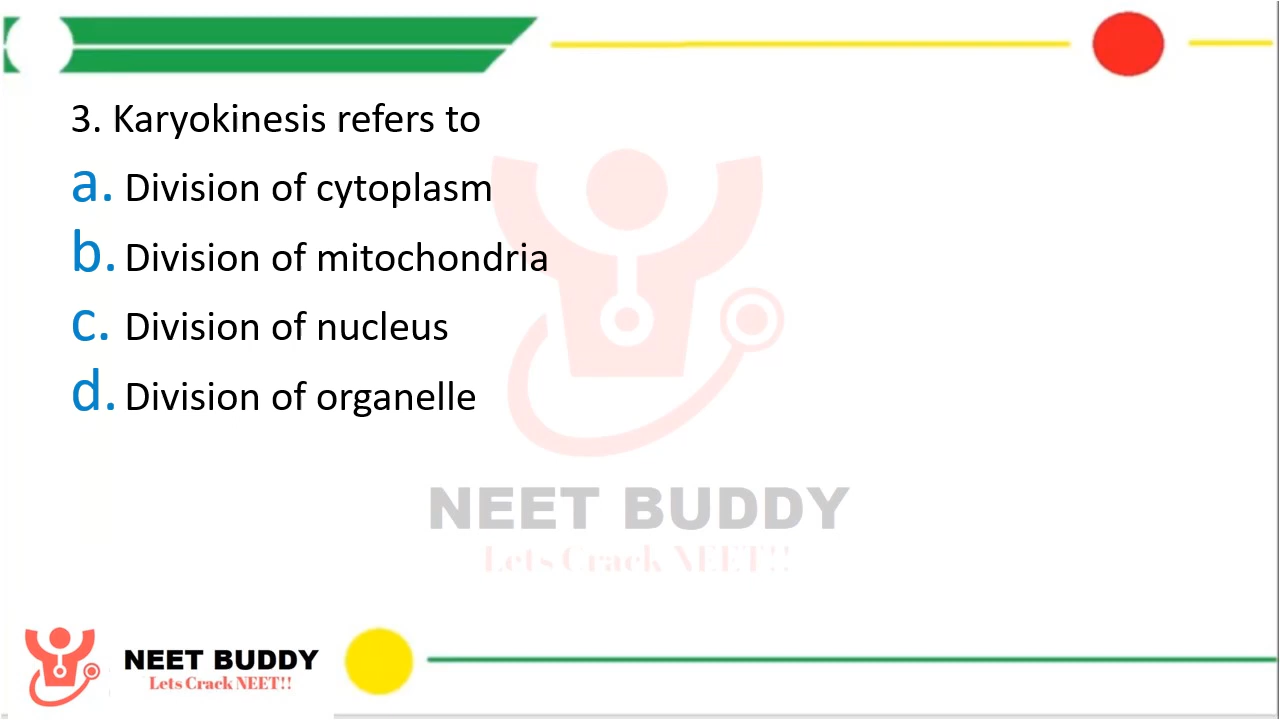 3. Karyokinesis refers to
a. Division of cytoplasm
b. Division of mitochondria
c. Division of nucleus
d. Division of organelle
NEET BUDDY
Lets Crack NEET!!
NEET BUDDY
Lets Crack NEET!!